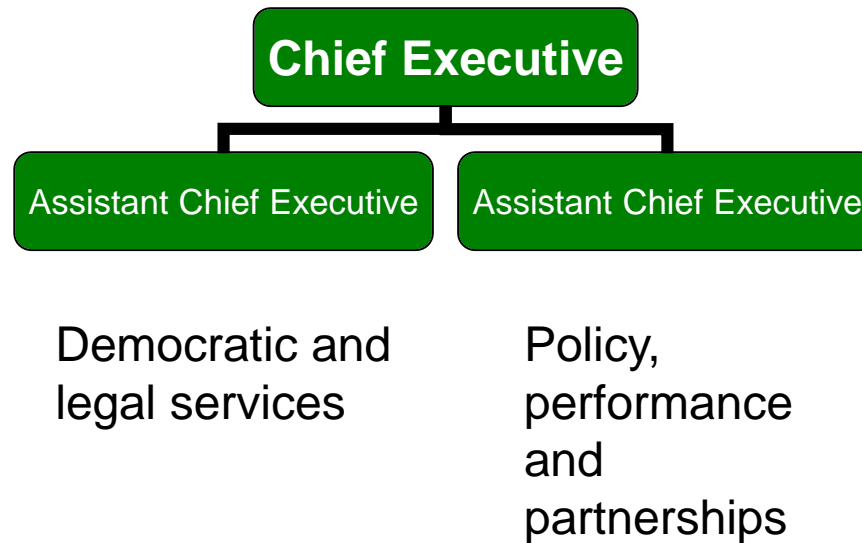 Chief Executive
Assistant Chief Executive
Assistant Chief Executive
Democratic and
legal services
Policy,
performance
and
partnerships